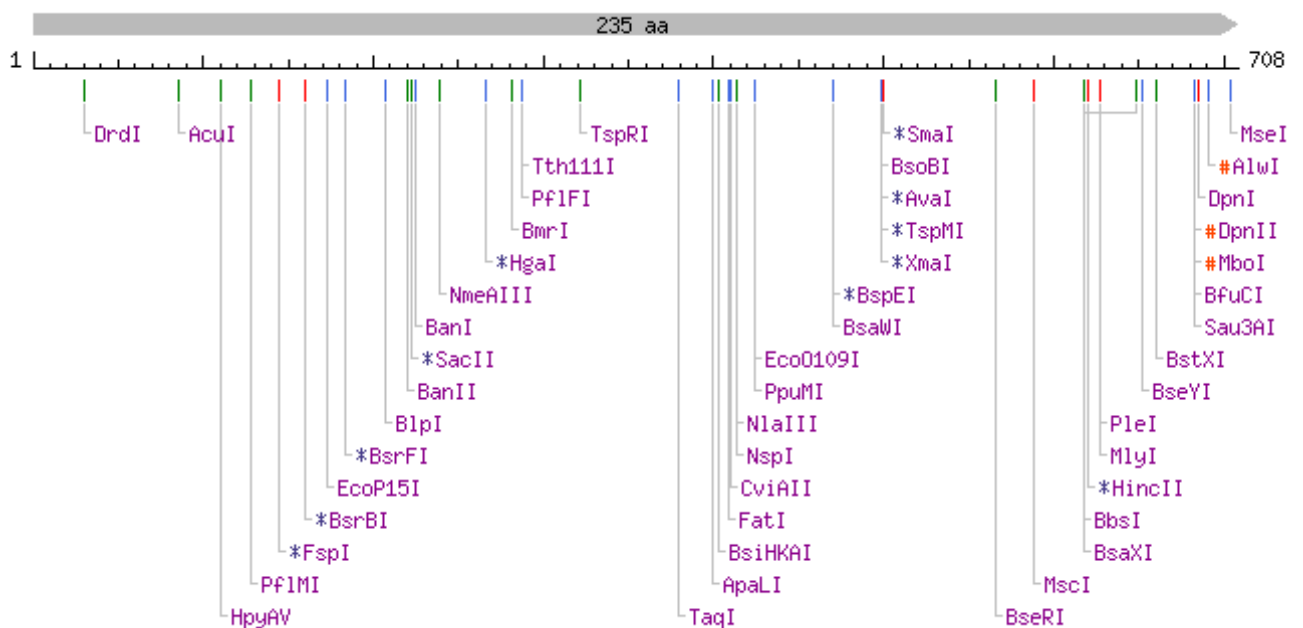 235 aa
1 708
DrdI AcuI TspRI *SmaI MseI
Tth111I BsoBI #AlwI
PflFI *AvaI DpnI
BmrI *TspMI #DpnII
*HgaI *XmaI #MboI
NmeAIII *BspEI BfuCI
BanI BsaWI Sau3AI
*SacII EcoO109I BstXI
BanII PpuMI BseYI
BlpI NlaIII PleI
*BsrFI NspI MlyI
EcoP15I CviAII *HincII
*BsrBI FatI BbsI
*FspI BsiHKAI BsaXI
PflMI ApaLI MscI
HpyAV TaqI BseRI